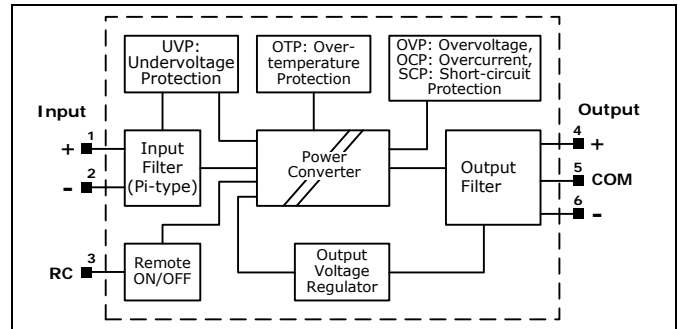 UVP:
Undervoltage
Protection
OTP: Over-
temperature
Protection
OVP: Overvoltage,
OCP: Overcurrent,
SCP: Short-circuit
Protection
Input
Output
1
+
2
-
Input
Filter
(Pi-type)
Power
Converter
Output
Filter
4
+
5
COM
6
-
3
RC
Remote
ON/OFF
Output
Voltage
Regulator